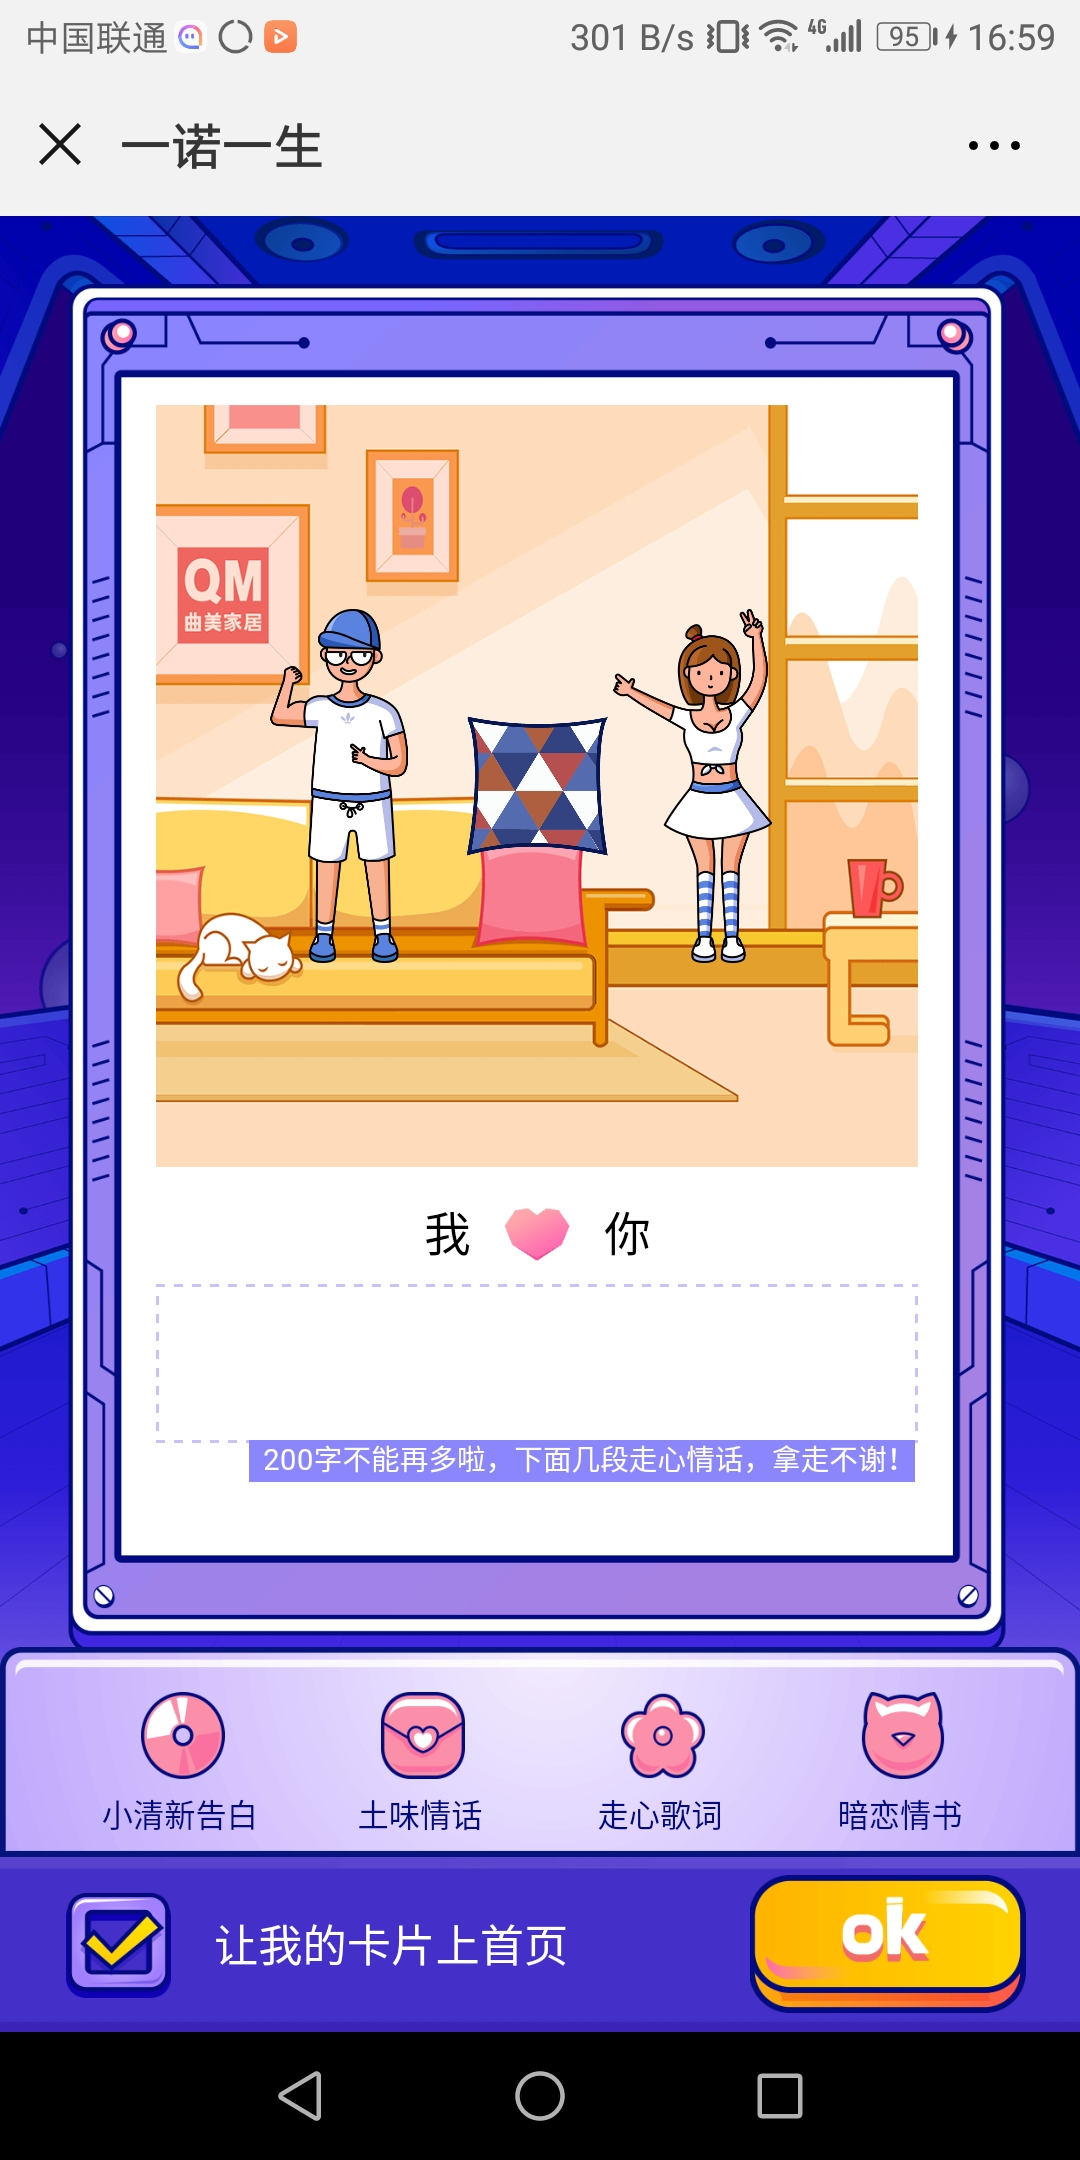 中国联通 301 B/s 4G 95 16:59
一诺一生
QM
曲美家居
我 你
200字不能再多啦，下面几段走心情话，拿走不谢！
小清新告白 土味情话 走心歌词 暗恋情书
让我的卡片上首页 ok